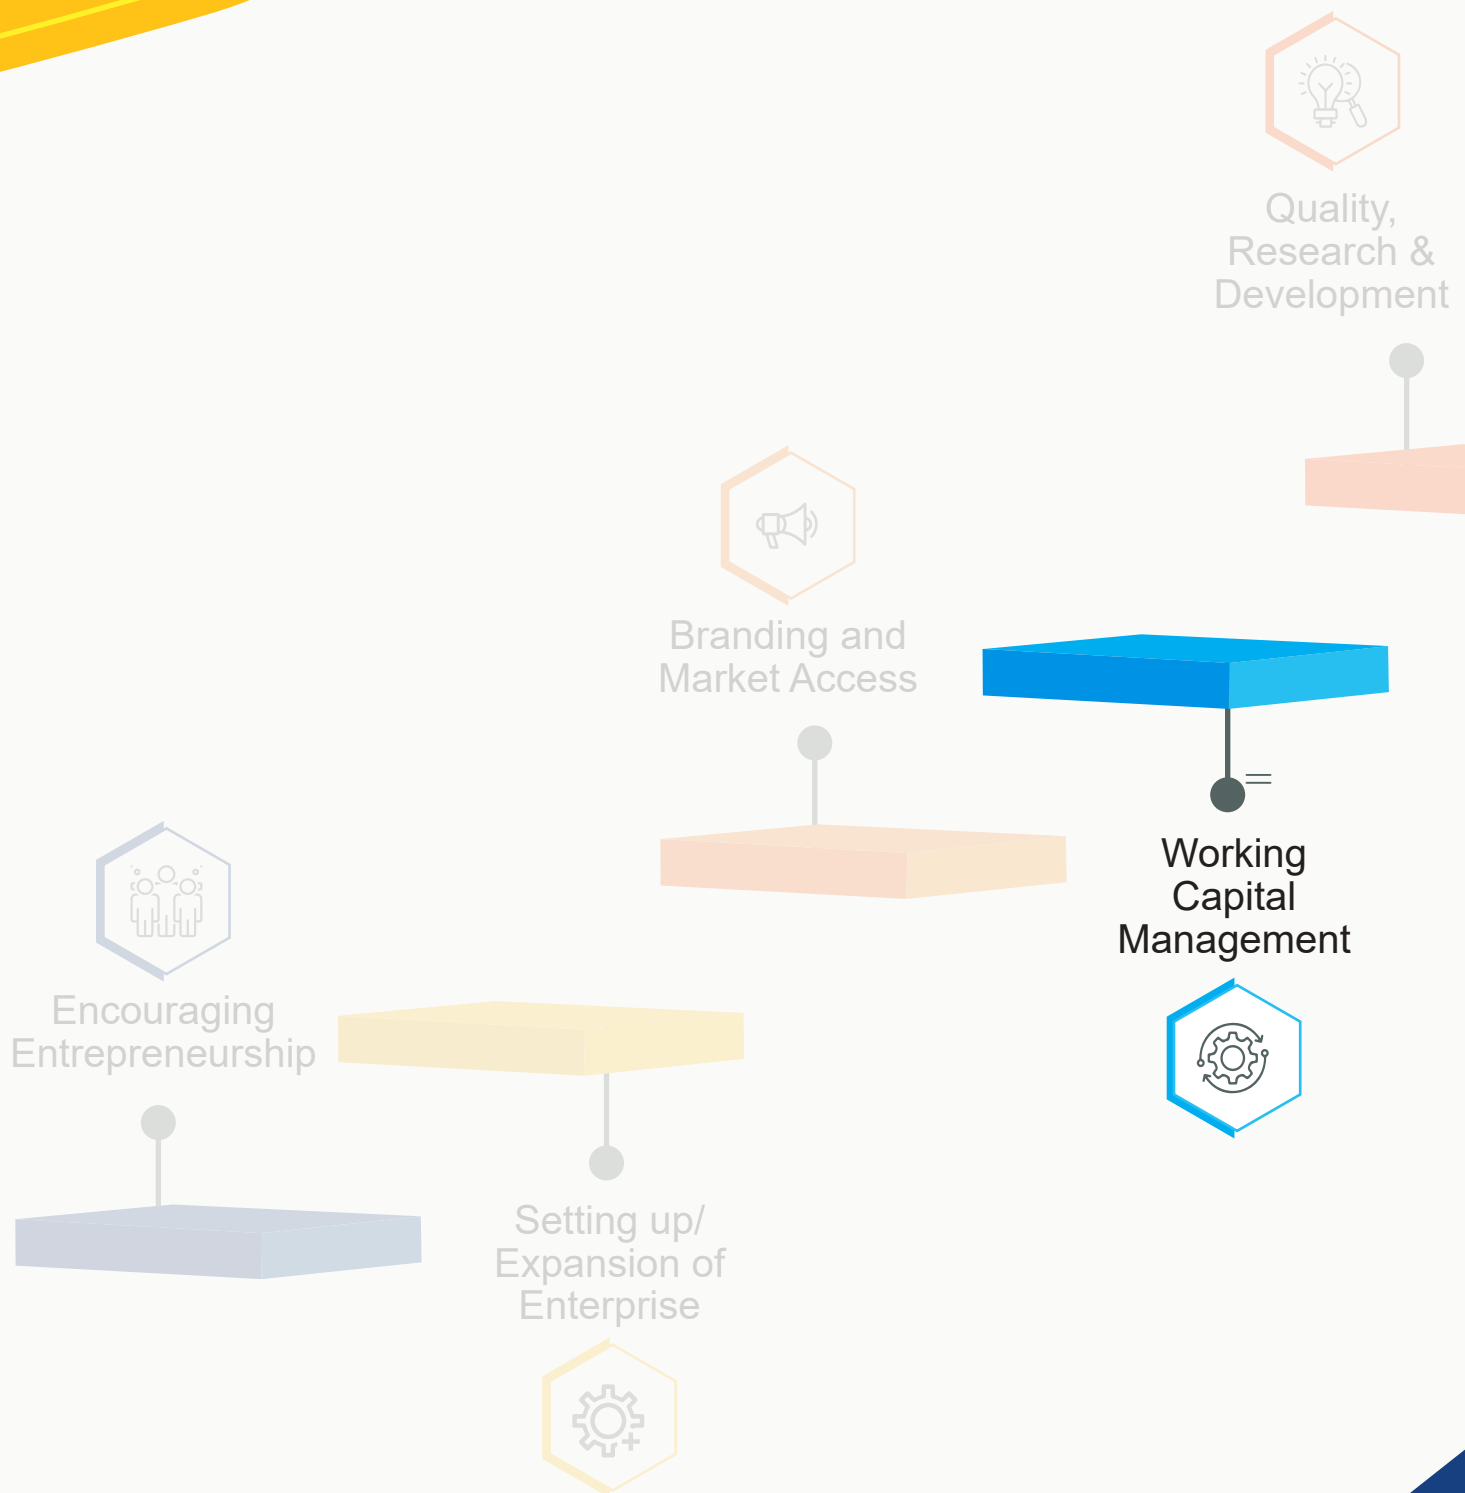 Quality,
Research &
Development
Branding and
Market Access
Working
Capital
Management
Encouraging
Entrepreneurship
Setting up/
Expansion of
Enterprise